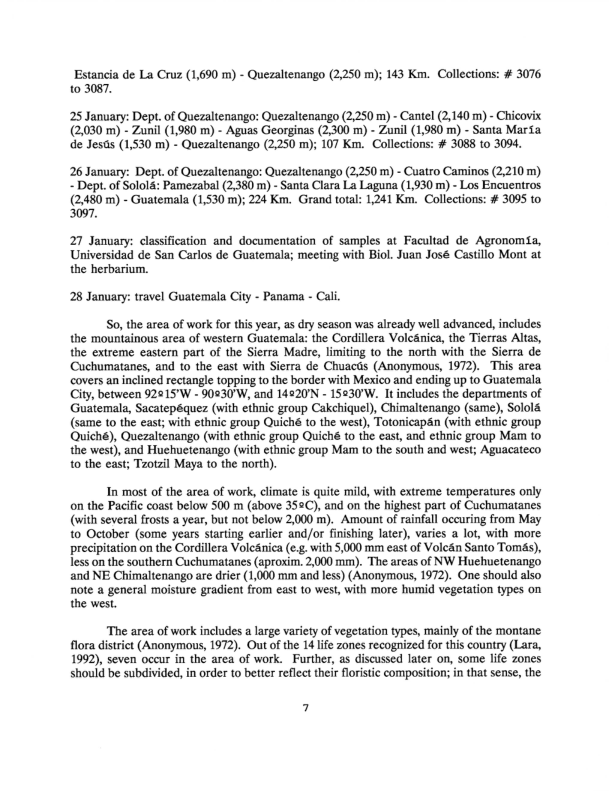 Estancia de La Cruz (1,690 m) - Quezaltenango (2,250 m); 143 Km. Collections: # 3076
to 3087.
25 January: Dept. of Quezaltenango: Quezaltenango (2,250 m) - Cantel (2,140 m) - Chicovix
(2,030 m) - Zunil (1,980 m) - Aguas Georginas (2,300 m) - Zunil (1,980 m) - Santa María
de Jesús (1,530 m) - Quezaltenango (2,250 m); 107 Km. Collections: # 3088 to 3094.
26 January: Dept. of Quezaltenango: Quezaltenango (2,250 m) - Cuatro Caminos (2,210 m)
- Dept. of Sololá: Pamezabal (2,380 m) - Santa Clara La Laguna (1,930 m) - Los Encuentros
(2,480 m) - Guatemala (1,530 m); 224 Km. Grand total: 1,241 Km. Collections: # 3095 to
3097.
27 January: classification and documentation of samples at Facultad de Agronomía,
Universidad de San Carlos de Guatemala; meeting with Biol. Juan José Castillo Mont at
the herbarium.
28 January: travel Guatemala City - Panama - Cali.
So, the area of work for this year, as dry season was already well advanced, includes
the mountainous area of western Guatemala: the Cordillera Volcánica, the Tierras Altas,
the extreme eastern part of the Sierra Madre, limiting to the north with the Sierra de
Cuchumatanes, and to the east with Sierra de Chuacús (Anonymous, 1972). This area
covers an inclined rectangle topping to the border with Mexico and ending up to Guatemala
City, between 92º15'W - 90º30'W, and 14º20'N - 15º30'W. It includes the departments of
Guatemala, Sacatepéquez (with ethnic group Cakchiquel), Chimaltenango (same), Sololá
(same to the east; with ethnic group Quiché to the west), Totonicapán (with ethnic group
Quiché), Quezaltenango (with ethnic group Quiché to the east, and ethnic group Mam to
the west), and Huehuetenango (with ethnic group Mam to the south and west; Aguacateco
to the east; Tzotzil Maya to the north).
In most of the area of work, climate is quite mild, with extreme temperatures only
on the Pacific coast below 500 m (above 35ºC), and on the highest part of Cuchumatanes
(with several frosts a year, but not below 2,000 m). Amount of rainfall occuring from May
to October (some years starting earlier and/or finishing later), varies a lot, with more
precipitation on the Cordillera Volcánica (e.g. with 5,000 mm east of Volcán Santo Tomás),
less on the southern Cuchumatanes (aproxim. 2,000 mm). The areas of NW Huehuetenango
and NE Chimaltenango are drier (1,000 mm and less) (Anonymous, 1972). One should also
note a general moisture gradient from east to west, with more humid vegetation types on
the west.
The area of work includes a large variety of vegetation types, mainly of the montane
flora district (Anonymous, 1972). Out of the 14 life zones recognized for this country (Lara,
1992), seven occur in the area of work. Further, as discussed later on, some life zones
should be subdivided, in order to better reflect their floristic composition; in that sense, the
7